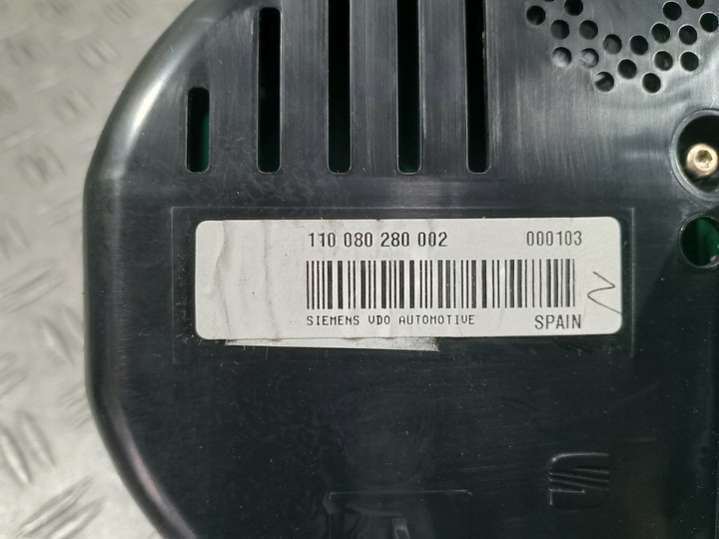 110 080 280 002 000103
SIEMENS VDO AUTOMOTIVE SPAIN